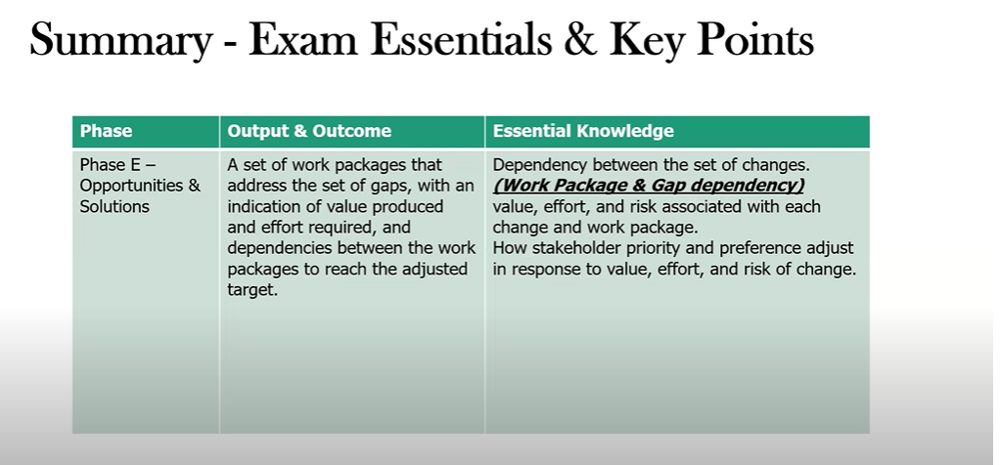 Summary - Exam Essentials & Key Points
Phase
Output & Outcome
Essential Knowledge
Phase E –
Opportunities &
Solutions
A set of work packages that
address the set of gaps, with an
indication of value produced
and effort required, and
dependencies between the work
packages to reach the adjusted
target.
Dependency between the set of changes.
(Work Package & Gap dependency)
value, effort, and risk associated with each
change and work package.
How stakeholder priority and preference adjust
in response to value, effort, and risk of change.